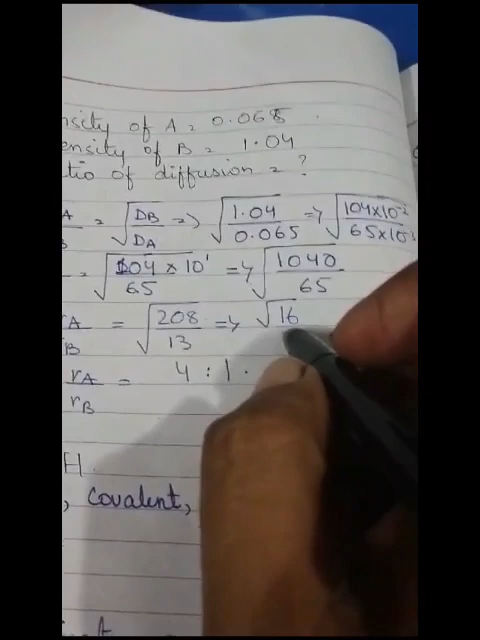 nsity of A = 0.065
ensity of B = 1.04
tio of diffusion = ?
A = √DB/DA => √1.04/0.065 => √104×10⁻²/65×10⁻³
= √104 × 10¹/65 => √1040/65
rA/rB = √208/13 => √16
rA/rB = 4 : 1 .
H
, covalent,